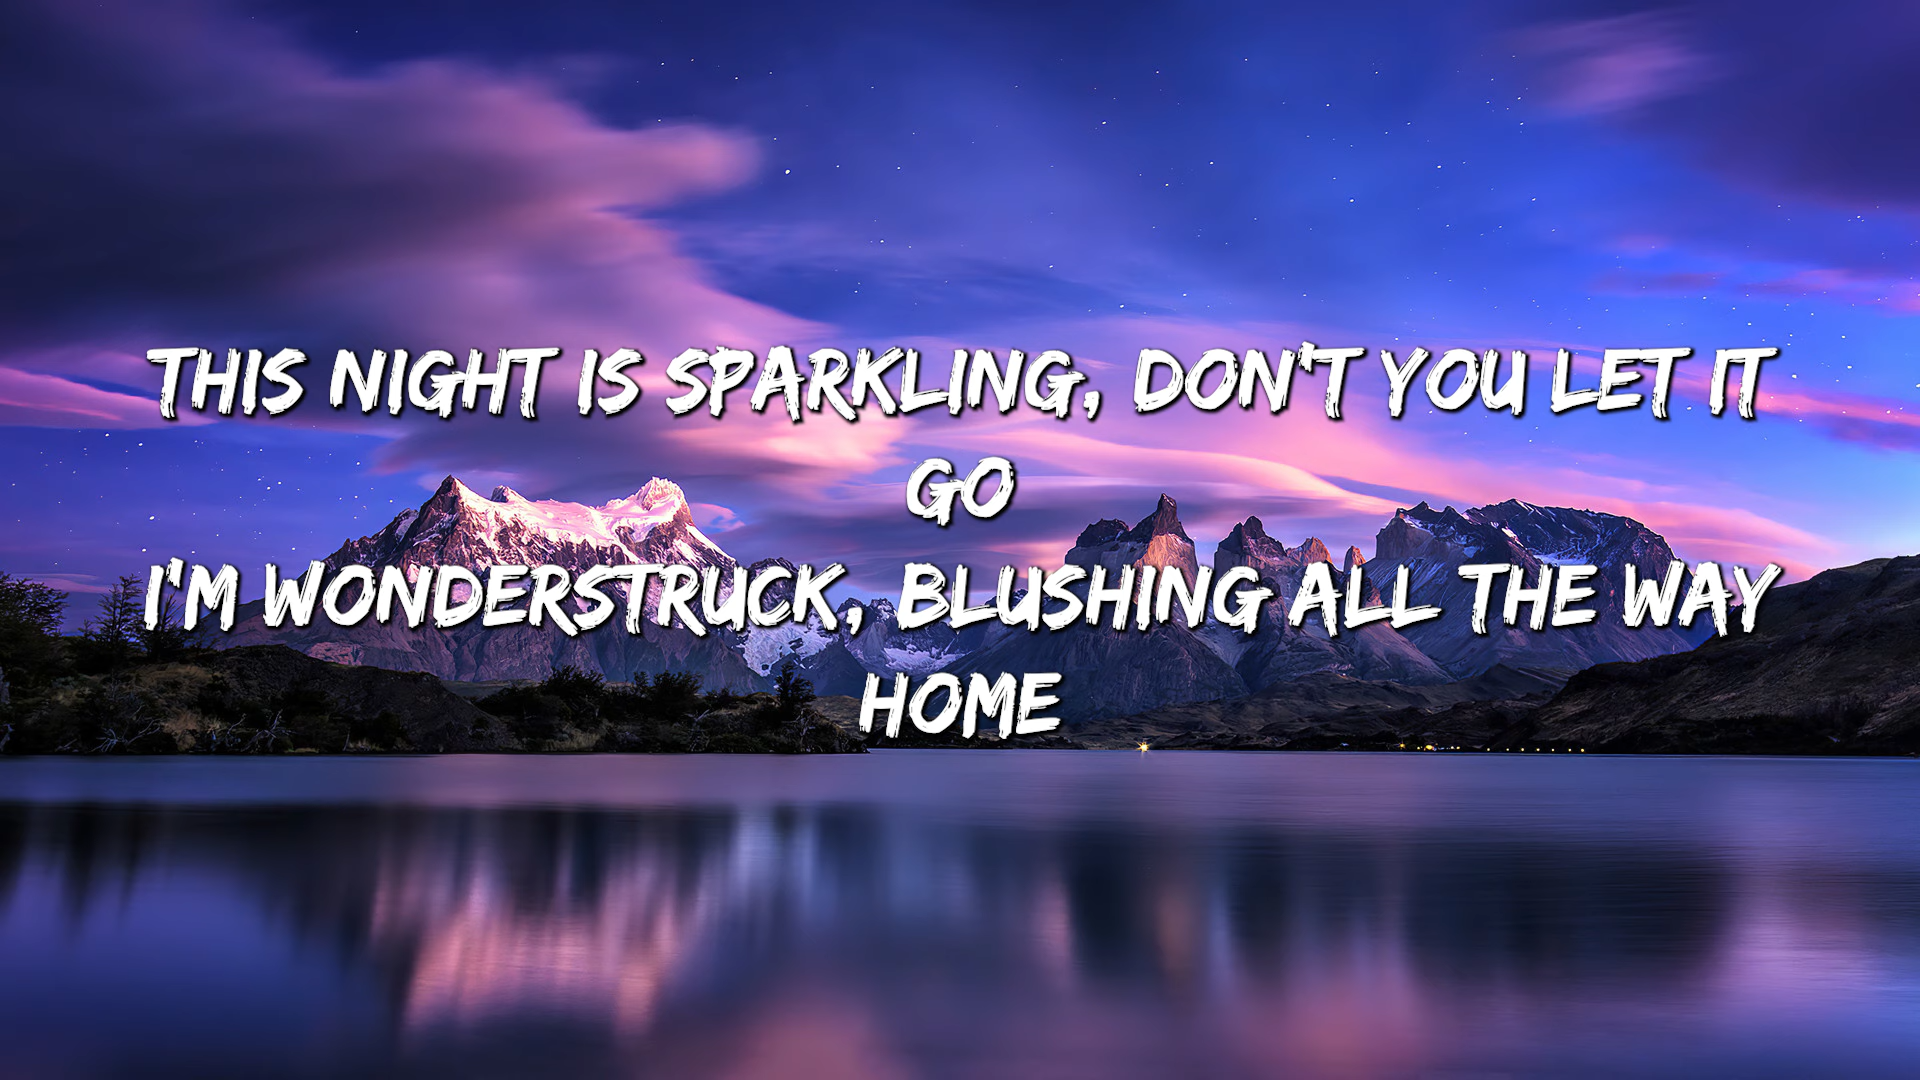 THIS NIGHT IS SPARKLING, DON'T YOU LET IT
GO
I'M WONDERSTRUCK, BLUSHING ALL THE WAY
HOME